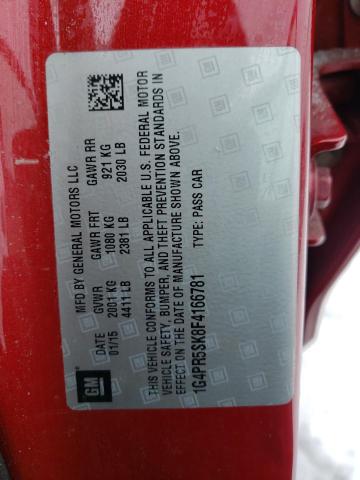 MFD BY GENERAL MOTORS LLC
DATE GVWR GAWR FRT GAWR RR
01/15 2001 KG 1080 KG 921 KG
4411 LB 2381 LB 2030 LB
THIS VEHICLE CONFORMS TO ALL APPLICABLE U.S. FEDERAL MOTOR
VEHICLE SAFETY, BUMPER, AND THEFT PREVENTION STANDARDS IN
EFFECT ON THE DATE OF MANUFACTURE SHOWN ABOVE.
1G4PR5SK0F4166781 TYPE: PASS CAR
GM